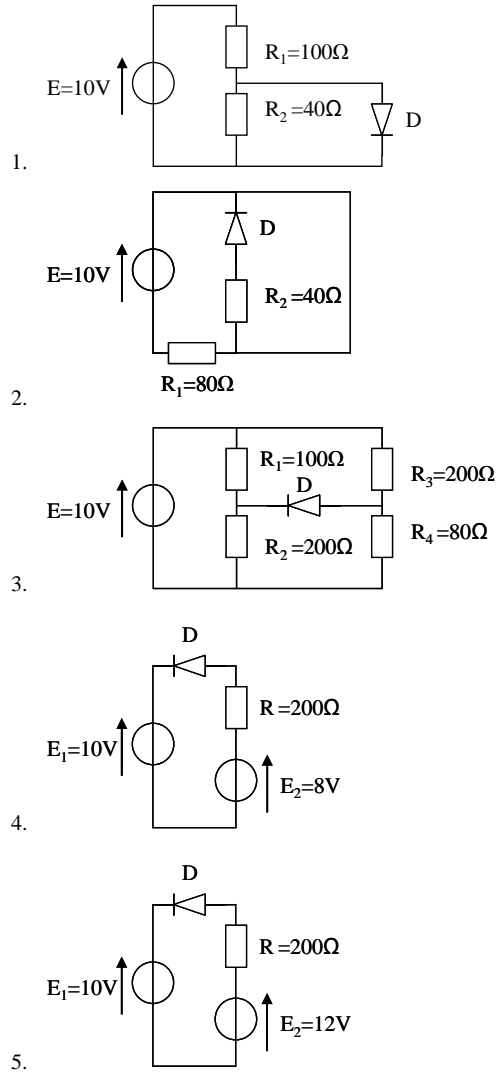 R₁=100Ω
E=10V
R₂=40Ω
D
1.
D
E=10V
R₂=40Ω
R₁=80Ω
2.
R₁=100Ω
D
R₃=200Ω
E=10V
R₂=200Ω
R₄=80Ω
3.
D
R=200Ω
E₁=10V
E₂=8V
4.
D
R=200Ω
E₁=10V
E₂=12V
5.